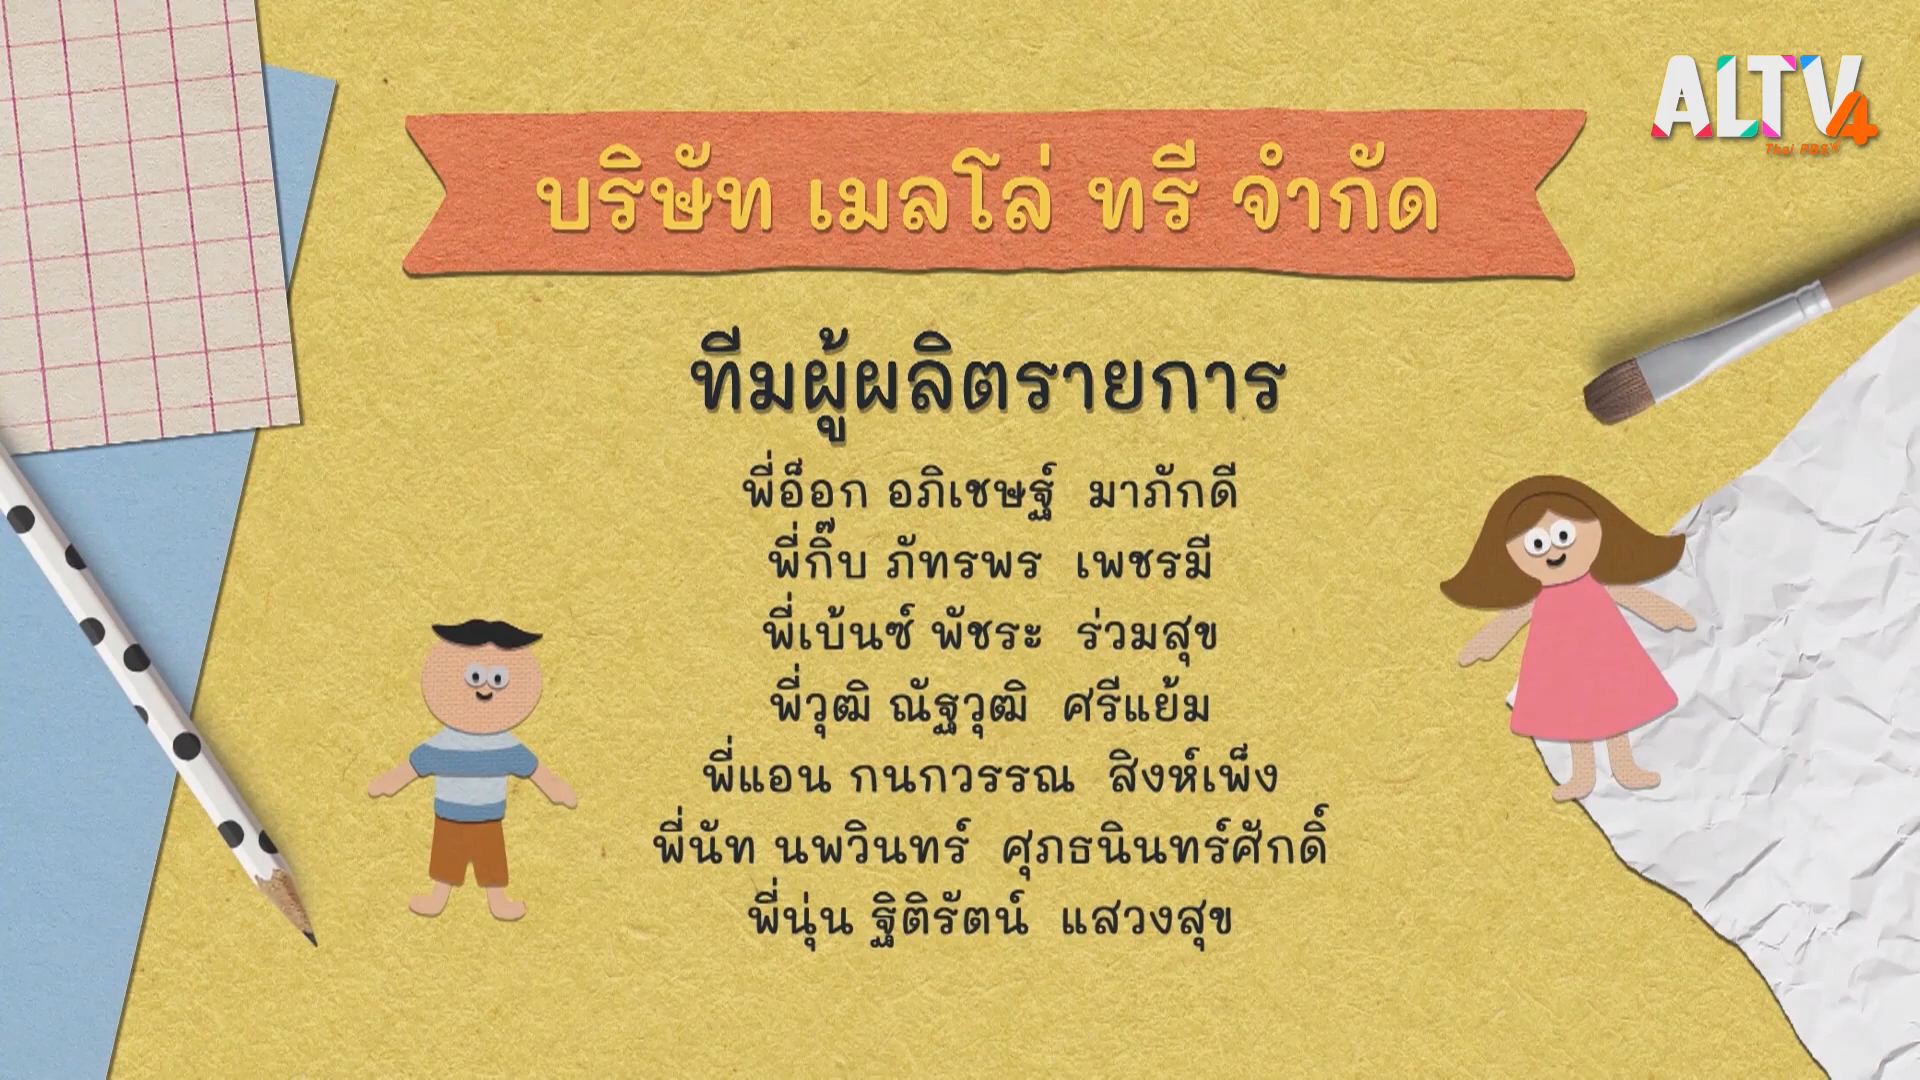 ALTV4
Thai PBS
บริษัท เมลโล่ ทรี จำกัด
ทีมผู้ผลิตรายการ
พี่อ็อก อภิเชษฐ์ มาภักดี
พี่กิ๊บ ภัทรพร เพชรมี
พี่เบ้นซ์ พัชระ ร่วมสุข
พี่วุฒิ ณัฐวุฒิ ศรีแย้ม
พี่แอน กนกวรรณ สิงห์เพ็ง
พี่นัท นพวินทร์ ศุภธนินทร์ศักดิ์
พี่นุ่น ฐิติรัตน์ แสวงสุข